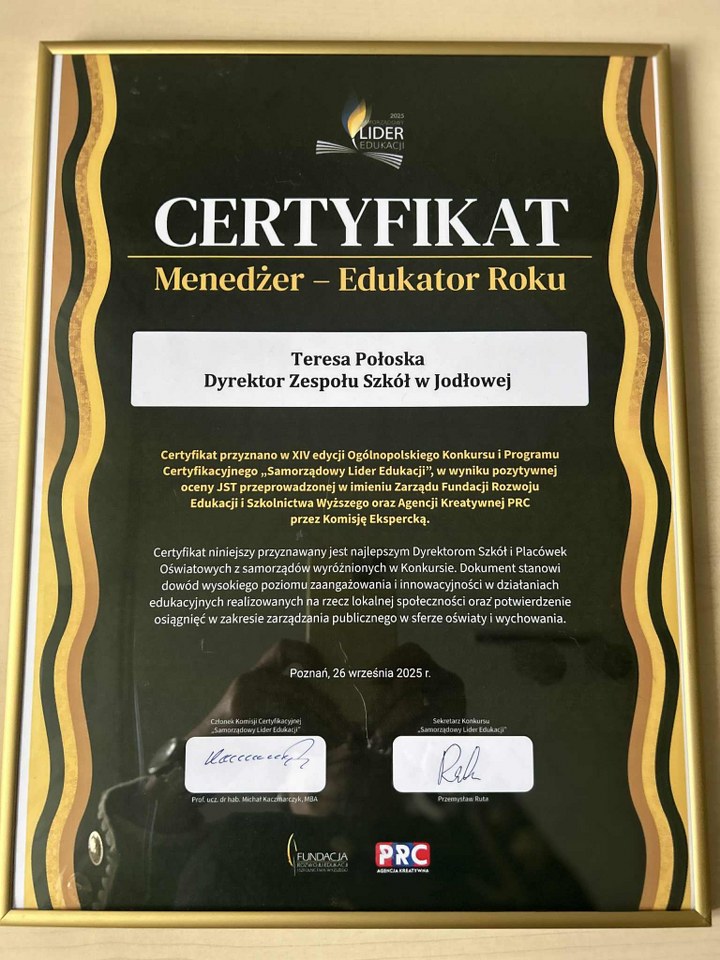 2025
SAMORZĄDOWY
LIDER
EDUKACJI
CERTYFIKAT
Menedżer – Edukator Roku
Teresa Połoska
Dyrektor Zespołu Szkół w Jodłowej
Certyfikat przyznano w XIV edycji Ogólnopolskiego Konkursu i Programu
Certyfikacyjnego „Samorządowy Lider Edukacji”, w wyniku pozytywnej
oceny JST przeprowadzonej w imieniu Zarządu Fundacji Rozwoju
Edukacji i Szkolnictwa Wyższego oraz Agencji Kreatywnej PRC
przez Komisję Ekspercką.
Certyfikat niniejszy przyznawany jest najlepszym Dyrektorom Szkół i Placówek
Oświatowych z samorządów wyróżnionych w Konkursie. Dokument stanowi
dowód wysokiego poziomu zaangażowania i innowacyjności w działaniach
edukacyjnych realizowanych na rzecz lokalnej społeczności oraz potwierdzenie
osiągnięć w zakresie zarządzania publicznego w sferze oświaty i wychowania.
Poznań, 26 września 2025 r.
Członek Komisji Certyfikacyjnej
„Samorządowy Lider Edukacji”
Prof. ucz. dr hab. Michał Kaczmarczyk, MBA
Sekretarz Konkursu
„Samorządowy Lider Edukacji”
Przemysław Ruta
FUNDACJA
ROZWOJU EDUKACJI
I SZKOLNICTWA WYŻSZEGO
PRC
AGENCJA KREATYWNA